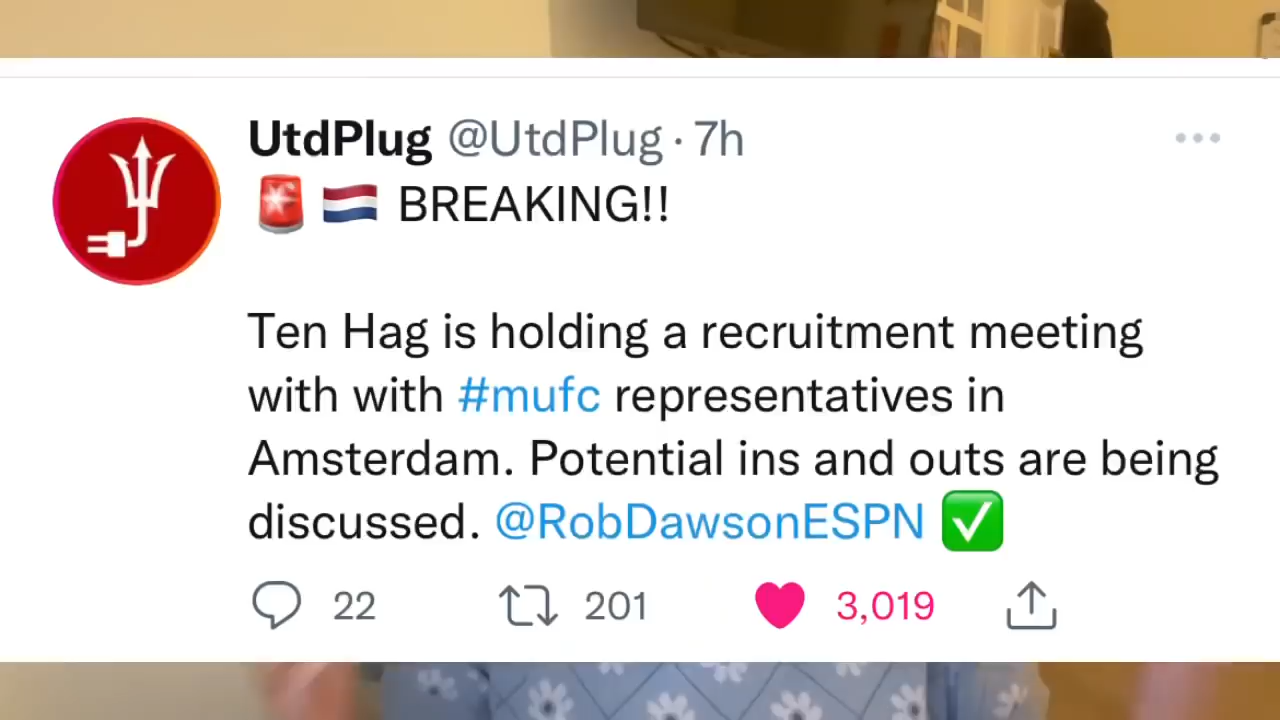 UtdPlug @UtdPlug · 7h
🚨 🇳🇱 BREAKING!!
Ten Hag is holding a recruitment meeting
with with #mufc representatives in
Amsterdam. Potential ins and outs are being
discussed. @RobDawsonESPN ✅
22 201 3,019